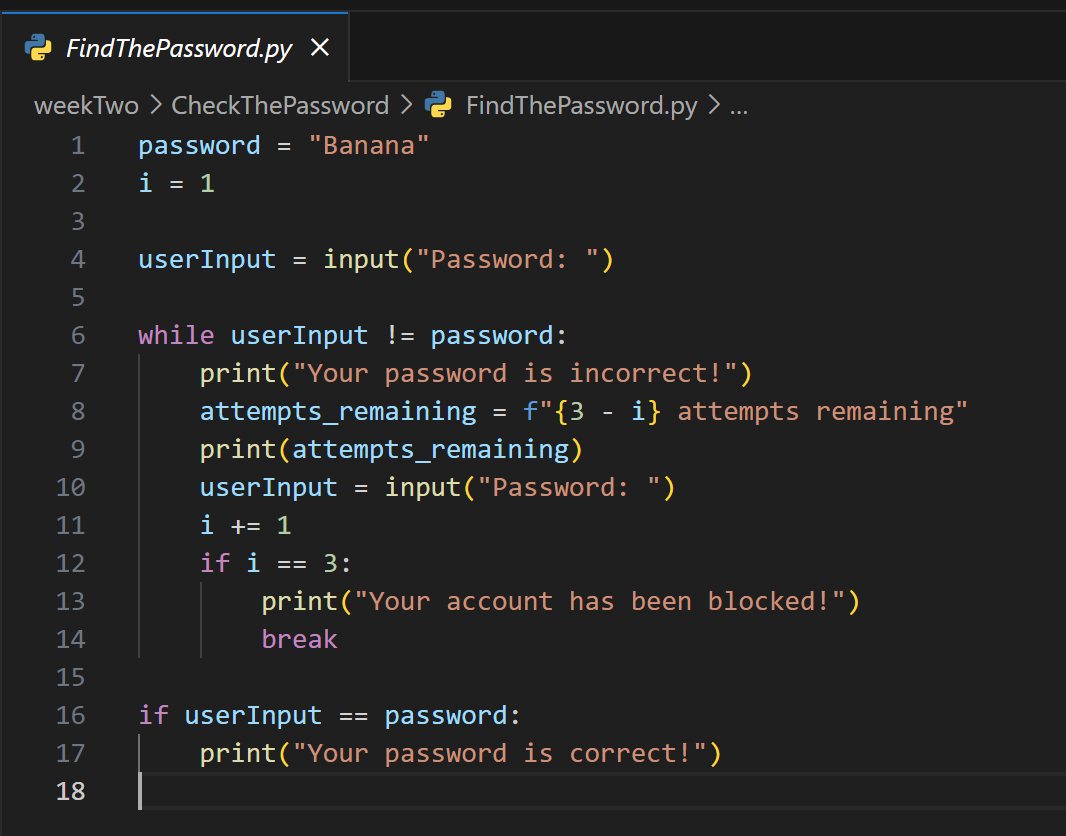 FindThePassword.py ×
weekTwo > CheckThePassword > FindThePassword.py > ...
1 password = "Banana"
2 i = 1
3
4 userInput = input("Password: ")
5
6 while userInput != password:
7     print("Your password is incorrect!")
8     attempts_remaining = f"{3 - i} attempts remaining"
9     print(attempts_remaining)
10     userInput = input("Password: ")
11     i += 1
12     if i == 3:
13         print("Your account has been blocked!")
14         break
15
16 if userInput == password:
17     print("Your password is correct!")
18